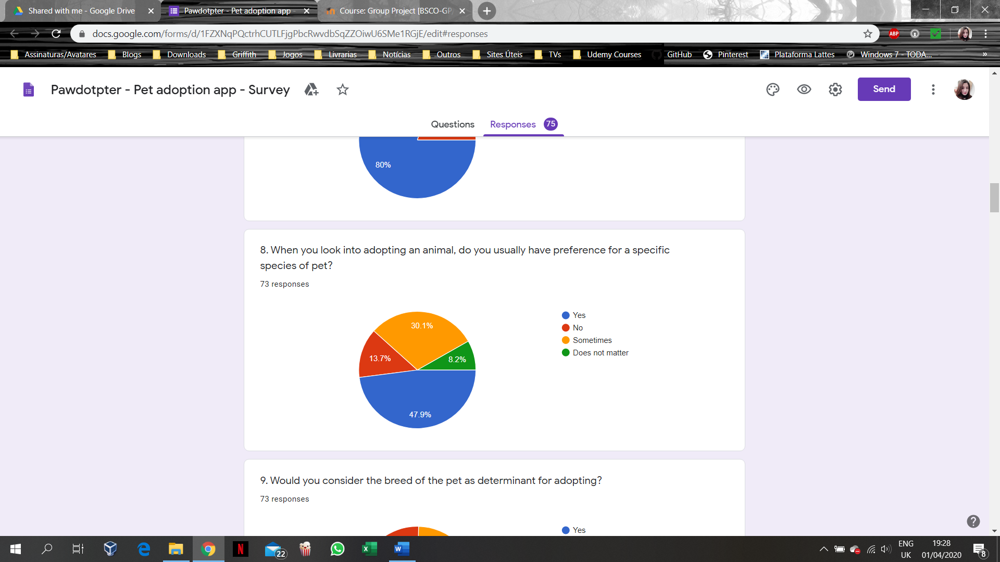 Shared with me - Google Drive
Pawdotpter - Pet adoption app -
Course: Group Project [BSCO-GP
docs.google.com/forms/d/1FZXNqPQctrhCUTLFjgPbcRwvdbSqZZOiwU6SMe1RGjE/edit#responses
ABP
Assinaturas/Avatares Blogs Downloads Griffith Jogos Livrarias Notícias Outros Sites Úteis TVs Udemy Courses GitHub Pinterest Plataforma Lattes Windows 7 - TODA... »
Pawdotpter - Pet adoption app - Survey
Send
Questions Responses 75
80%
8. When you look into adopting an animal, do you usually have preference for a specific
species of pet?
73 responses
30.1%
13.7%
8.2%
47.9%
Yes
No
Sometimes
Does not matter
9. Would you consider the breed of the pet as determinant for adopting?
73 responses
Yes
22
ENG
UK
19:28
01/04/2020
8